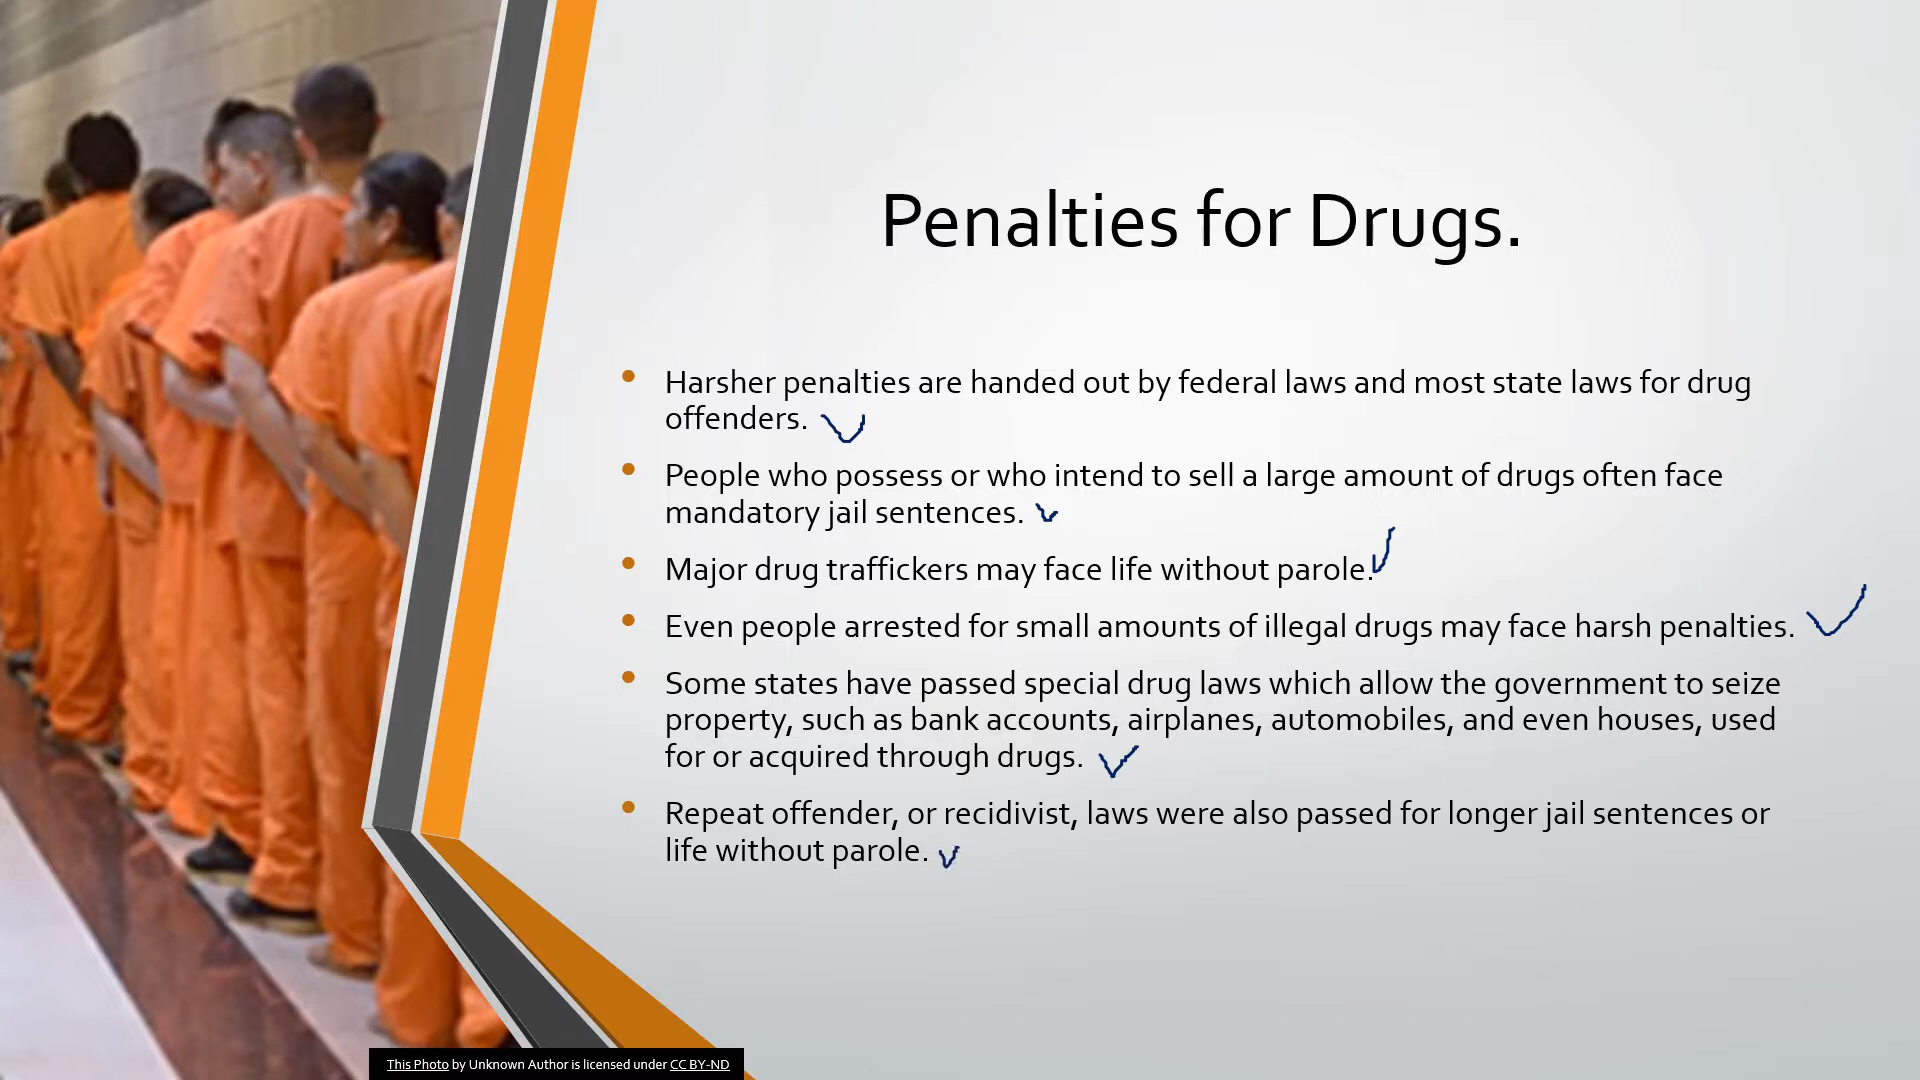 Penalties for Drugs.
Harsher penalties are handed out by federal laws and most state laws for drug
offenders.
People who possess or who intend to sell a large amount of drugs often face
mandatory jail sentences.
Major drug traffickers may face life without parole.
Even people arrested for small amounts of illegal drugs may face harsh penalties.
Some states have passed special drug laws which allow the government to seize
property, such as bank accounts, airplanes, automobiles, and even houses, used
for or acquired through drugs.
Repeat offender, or recidivist, laws were also passed for longer jail sentences or
life without parole.
This Photo by Unknown Author is licensed under CC BY-ND